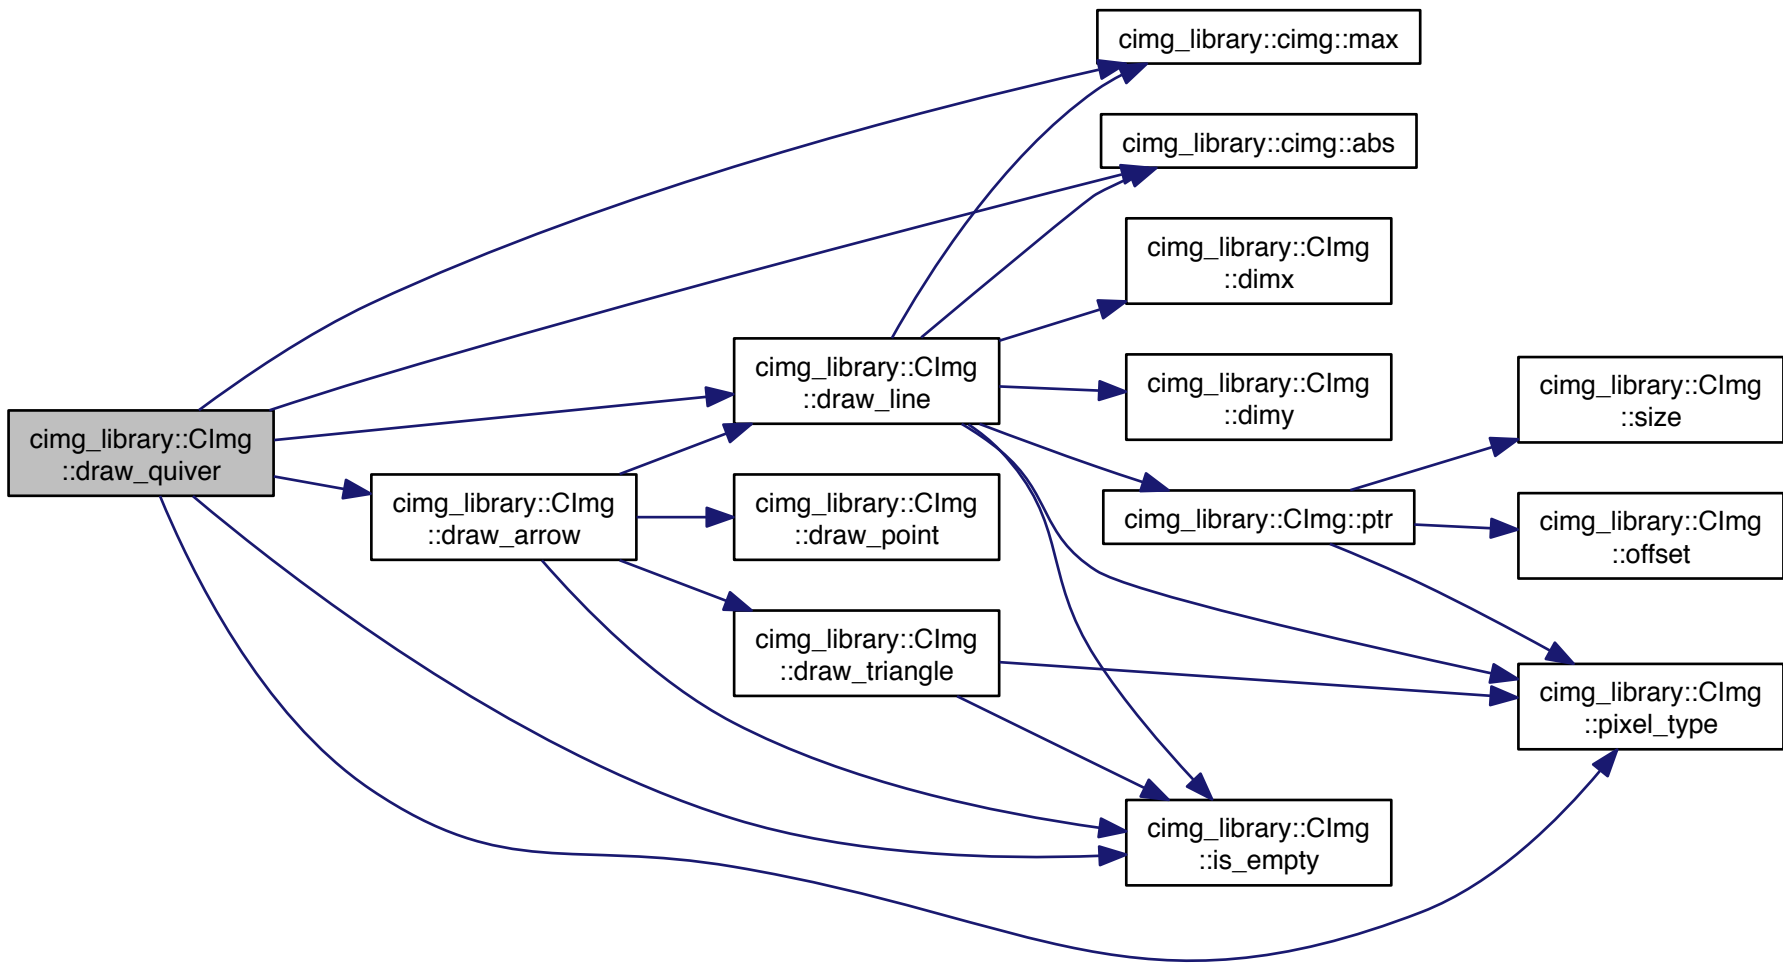 cimg_library::cimg::max
cimg_library::cimg::abs
cimg_library::CImg
::dimx
cimg_library::CImg
::draw_line
cimg_library::CImg
::dimy
cimg_library::CImg
::size
cimg_library::CImg
::draw_quiver
cimg_library::CImg
::draw_arrow
cimg_library::CImg
::draw_point
cimg_library::CImg::ptr
cimg_library::CImg
::offset
cimg_library::CImg
::draw_triangle
cimg_library::CImg
::pixel_type
cimg_library::CImg
::is_empty